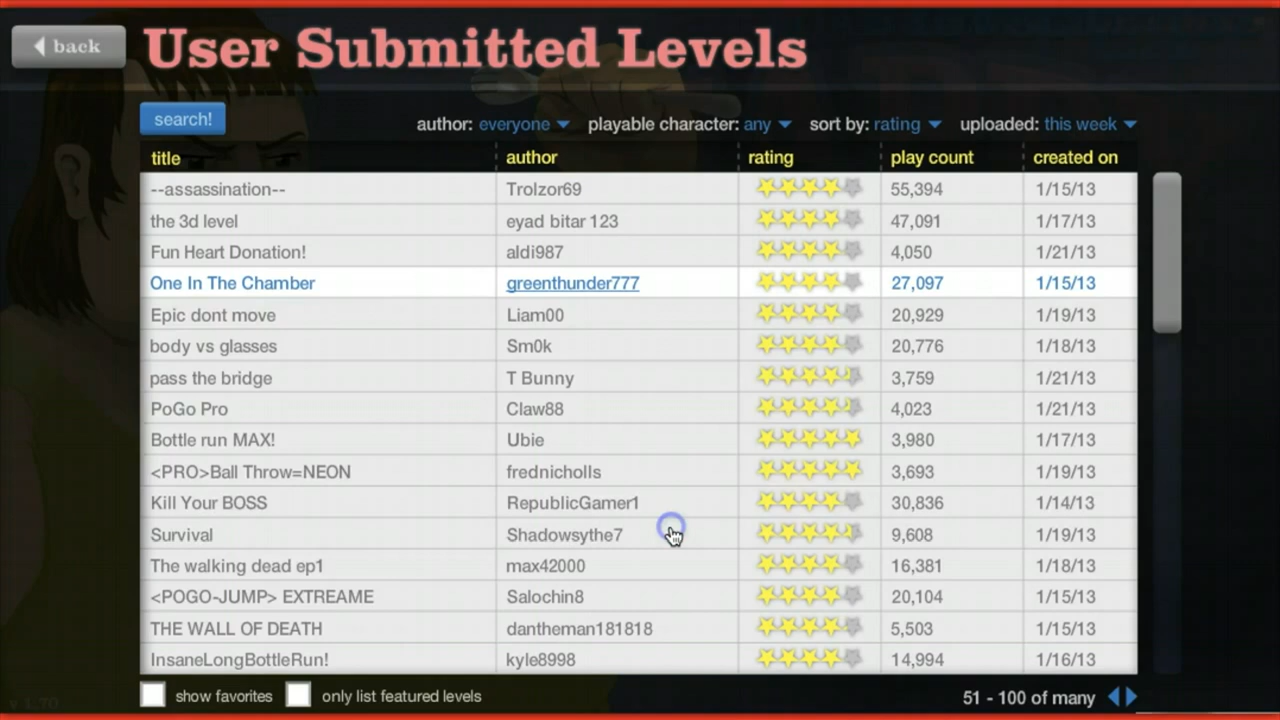 back
User Submitted Levels
search!
author: everyone playable character: any sort by: rating uploaded: this week
title author rating play count created on
--assassination-- Trolzor69 55,394 1/15/13
the 3d level eyad bitar 123 47,091 1/17/13
Fun Heart Donation! aldi987 4,050 1/21/13
One In The Chamber greenthunder777 27,097 1/15/13
Epic dont move Liam00 20,929 1/19/13
body vs glasses Sm0k 20,776 1/18/13
pass the bridge T Bunny 3,759 1/21/13
PoGo Pro Claw88 4,023 1/21/13
Bottle run MAX! Ubie 3,980 1/17/13
<PRO>Ball Throw=NEON frednicholls 3,693 1/19/13
Kill Your BOSS RepublicGamer1 30,836 1/14/13
Survival Shadowsythe7 9,608 1/19/13
The walking dead ep1 max42000 16,381 1/18/13
<POGO-JUMP> EXTREAME Salochin8 20,104 1/15/13
THE WALL OF DEATH dantheman181818 5,503 1/15/13
InsaneLongBottleRun! kyle8998 14,994 1/16/13
show favorites only list featured levels 51 - 100 of many
v 1.70